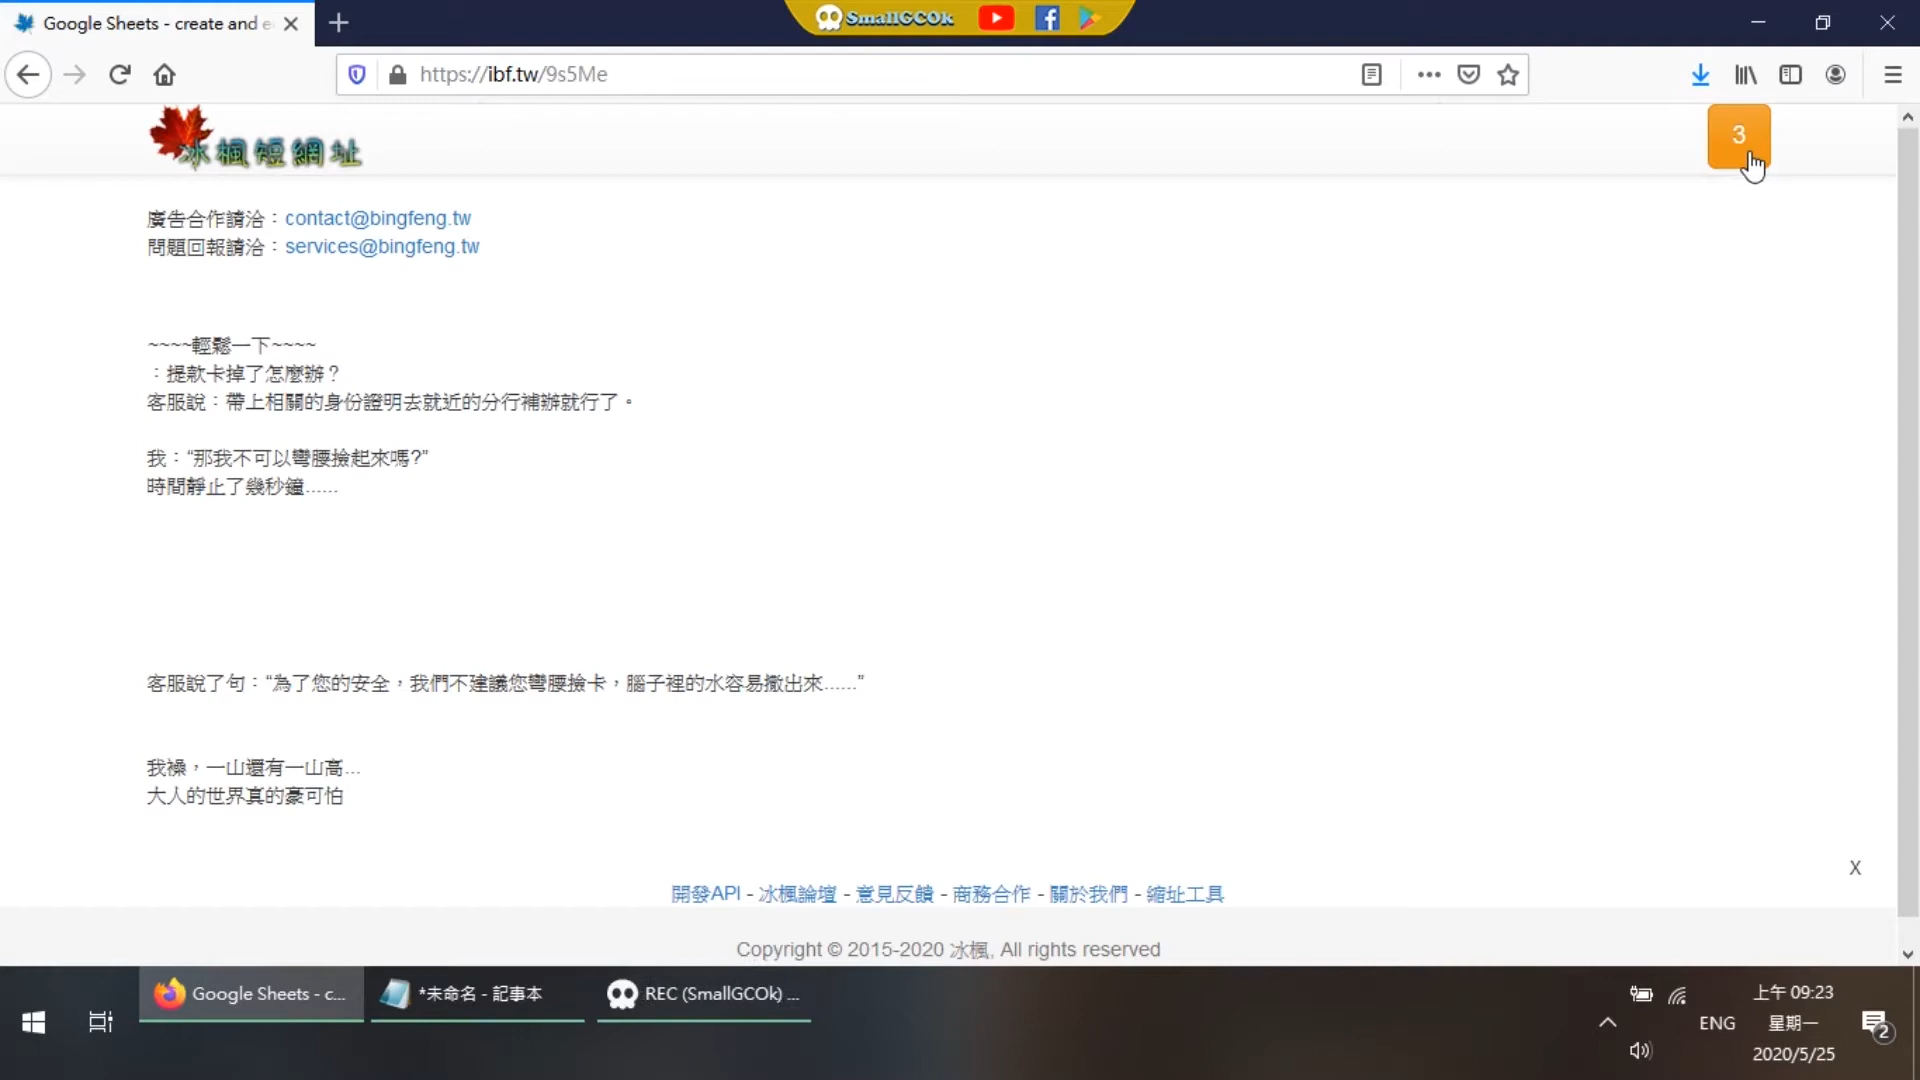 Google Sheets - create and e
SmallGCOk
https://ibf.tw/9s5Me
冰楓短網址
3
廣告合作請洽：contact@bingfeng.tw
問題回報請洽：services@bingfeng.tw
~~~~輕鬆一下~~~~
：提款卡掉了怎麼辦？
客服說：帶上相關的身份證明去就近的分行補辦就行了。
我：“那我不可以彎腰撿起來嗎?”
時間靜止了幾秒鐘......
客服說了句：“為了您的安全，我們不建議您彎腰撿卡，腦子裡的水容易撒出來......”
我襙，一山還有一山高...
大人的世界真的豪可怕
X
開發API - 冰楓論壇 - 意見反饋 - 商務合作 - 關於我們 - 縮址工具
Copyright © 2015-2020 冰楓, All rights reserved
Google Sheets - c...
*未命名 - 記事本
REC (SmallGCOk) ...
上午 09:23
ENG
星期一
2
2020/5/25